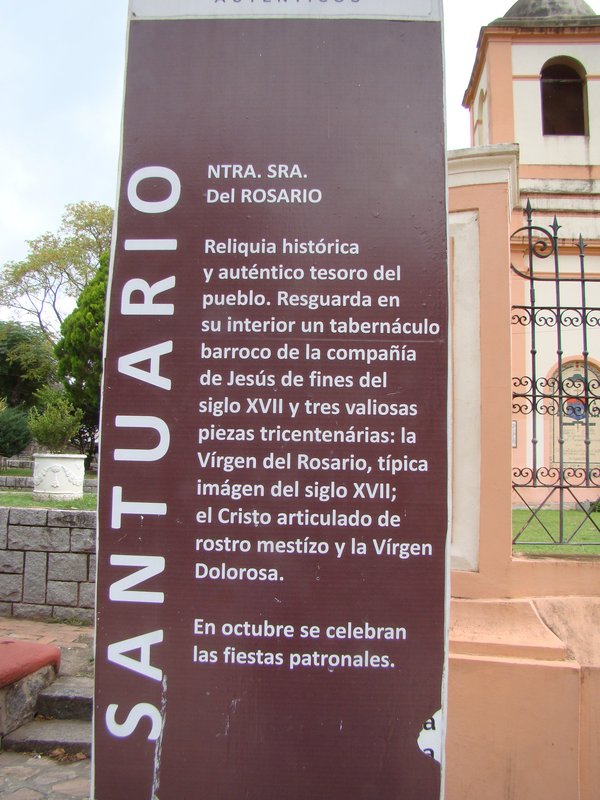 AUTÉNTICOS
SANTUARIO
NTRA. SRA.
Del ROSARIO
Reliquia histórica
y auténtico tesoro del
pueblo. Resguarda en
su interior un tabernáculo
barroco de la compañía
de Jesús de fines del
siglo XVII y tres valiosas
piezas tricentenárias: la
Vírgen del Rosario, típica
imágen del siglo XVII;
el Cristo articulado de
rostro mestízo y la Vírgen
Dolorosa.
En octubre se celebran
las fiestas patronales.
a
a